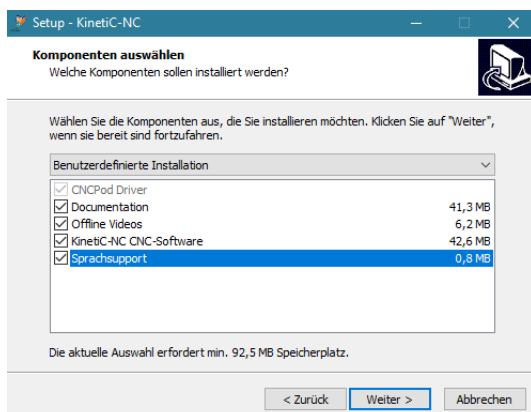 Setup - KinetiC-NC
Komponenten auswählen
Welche Komponenten sollen installiert werden?
Wählen Sie die Komponenten aus, die Sie installieren möchten. Klicken Sie auf "Weiter",
wenn sie bereit sind fortzufahren.
Benutzerdefinierte Installation
CNCPod Driver
Documentation 41,3 MB
Offline Videos 6,2 MB
KinetiC-NC CNC-Software 42,6 MB
Sprachsupport 0,8 MB
Die aktuelle Auswahl erfordert min. 92,5 MB Speicherplatz.
< Zurück Weiter > Abbrechen